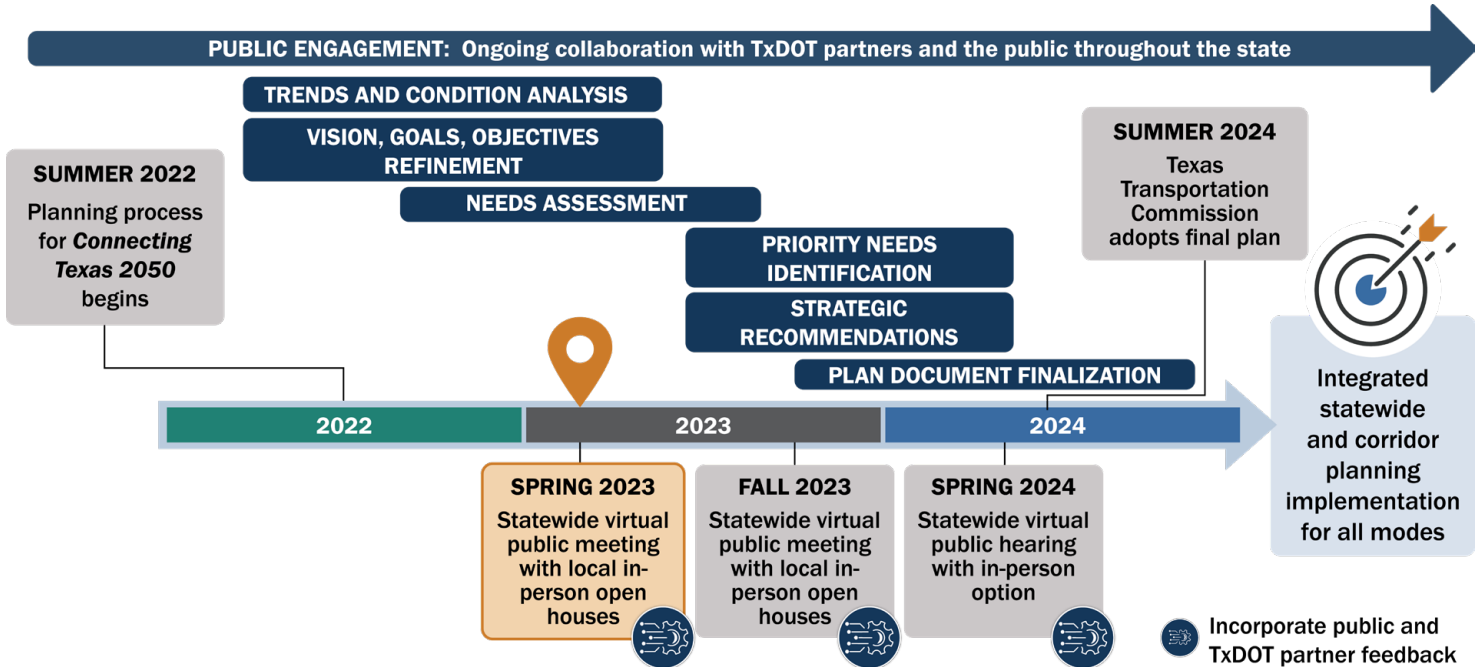 PUBLIC ENGAGEMENT: Ongoing collaboration with TxDOT partners and the public throughout the state
TRENDS AND CONDITION ANALYSIS
VISION, GOALS, OBJECTIVES
REFINEMENT
NEEDS ASSESSMENT
PRIORITY NEEDS
IDENTIFICATION
STRATEGIC
RECOMMENDATIONS
PLAN DOCUMENT FINALIZATION
SUMMER 2022
Planning process
for Connecting
Texas 2050
begins
SUMMER 2024
Texas
Transportation
Commission
adopts final plan
2022
2023
2024
SPRING 2023
Statewide virtual
public meeting
with local in-
person open
houses
FALL 2023
Statewide virtual
public meeting
with local in-
person open
houses
SPRING 2024
Statewide virtual
public hearing
with in-person
option
Integrated
statewide
and corridor
planning
implementation
for all modes
Incorporate public and
TxDOT partner feedback